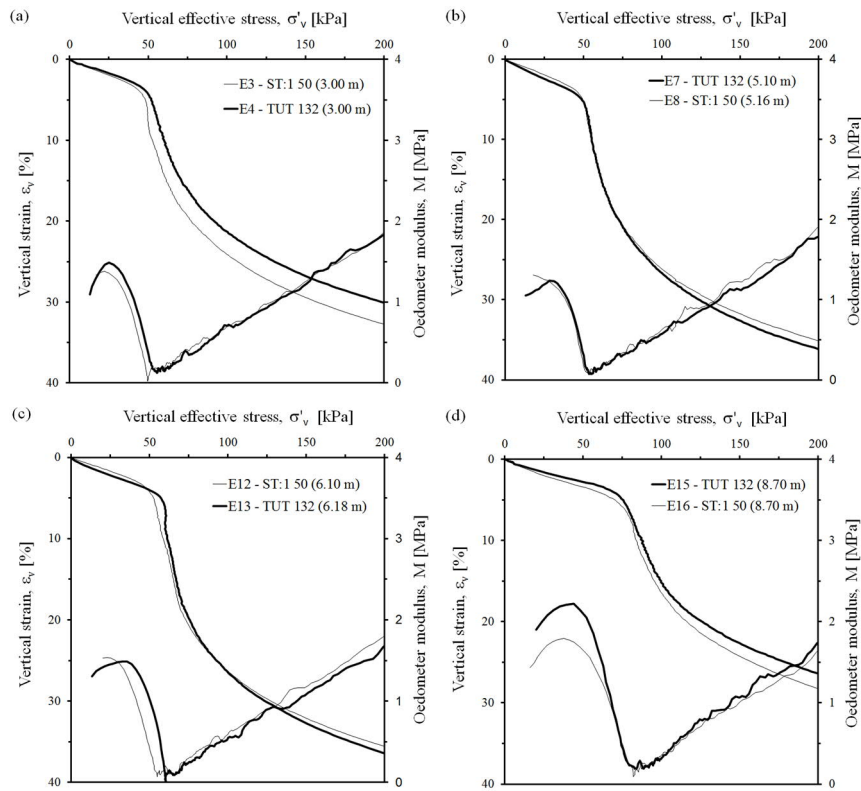 (a)
Vertical effective stress, σ'v [kPa]
0 50 100 150 200
0 10 20 30 40
Vertical strain, εv [%]
E3 - ST:1 50 (3.00 m)
E4 - TUT 132 (3.00 m)
4 3 2 1 0
Oedometer modulus, M [MPa]
(b)
Vertical effective stress, σ'v [kPa]
0 50 100 150 200
0 10 20 30 40
Vertical strain, εv [%]
E7 - TUT 132 (5.10 m)
E8 - ST:1 50 (5.16 m)
4 3 2 1 0
Oedometer modulus, M [MPa]
(c)
Vertical effective stress, σ'v [kPa]
0 50 100 150 200
0 10 20 30 40
Vertical strain, εv [%]
E12 - ST:1 50 (6.10 m)
E13 - TUT 132 (6.18 m)
4 3 2 1 0
Oedometer modulus, M [MPa]
(d)
Vertical effective stress, σ'v [kPa]
0 50 100 150 200
0 10 20 30 40
Vertical strain, εv [%]
E15 - TUT 132 (8.70 m)
E16 - ST:1 50 (8.70 m)
4 3 2 1 0
Oedometer modulus, M [MPa]